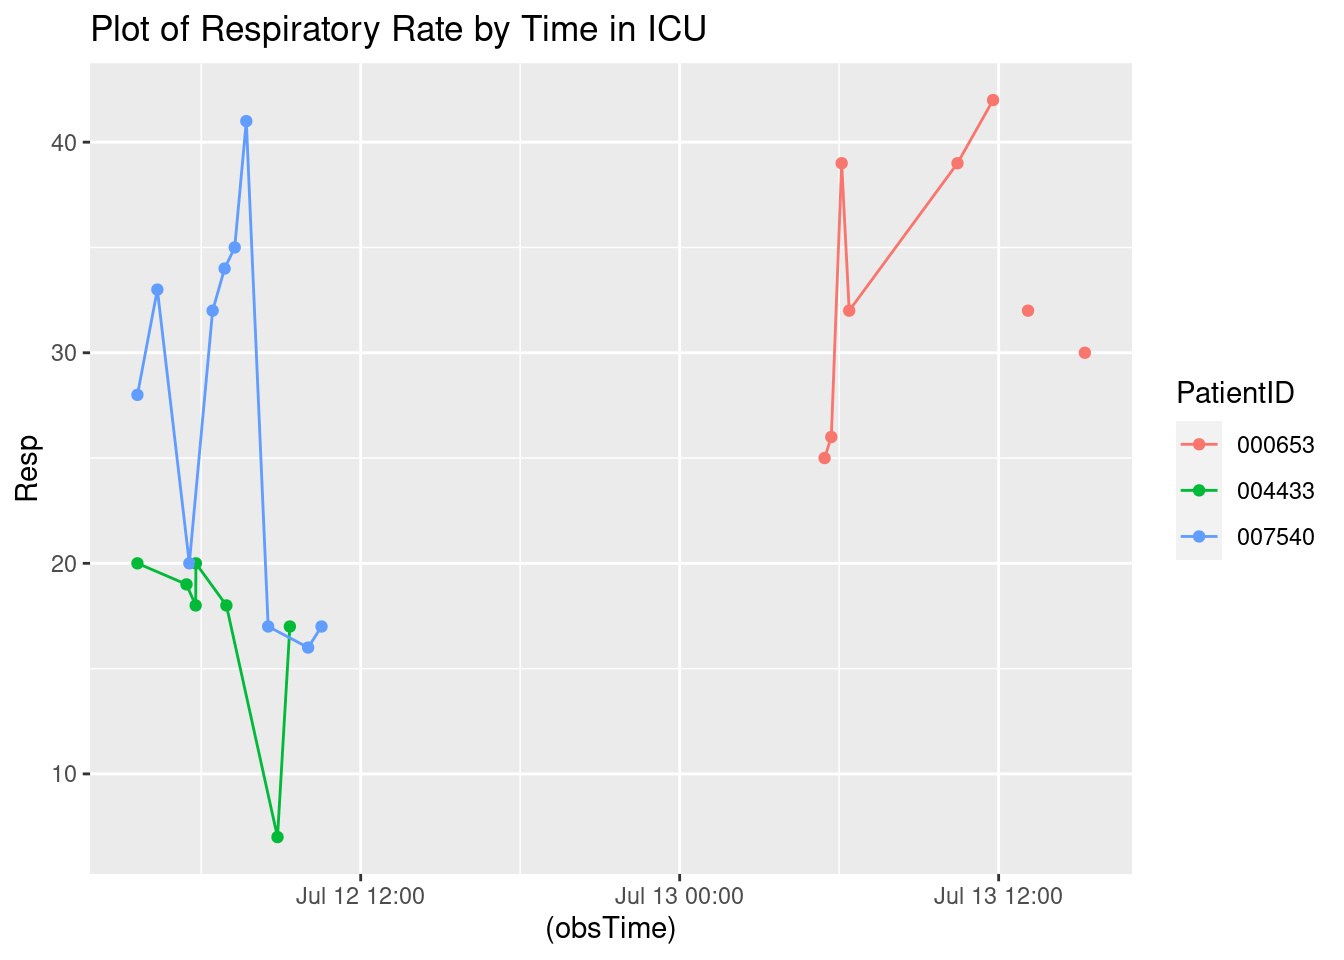 Plot of Respiratory Rate by Time in ICU
40
30
20
10
Resp
Jul 12 12:00
Jul 13 00:00
Jul 13 12:00
(obsTime)
PatientID
000653
004433
007540